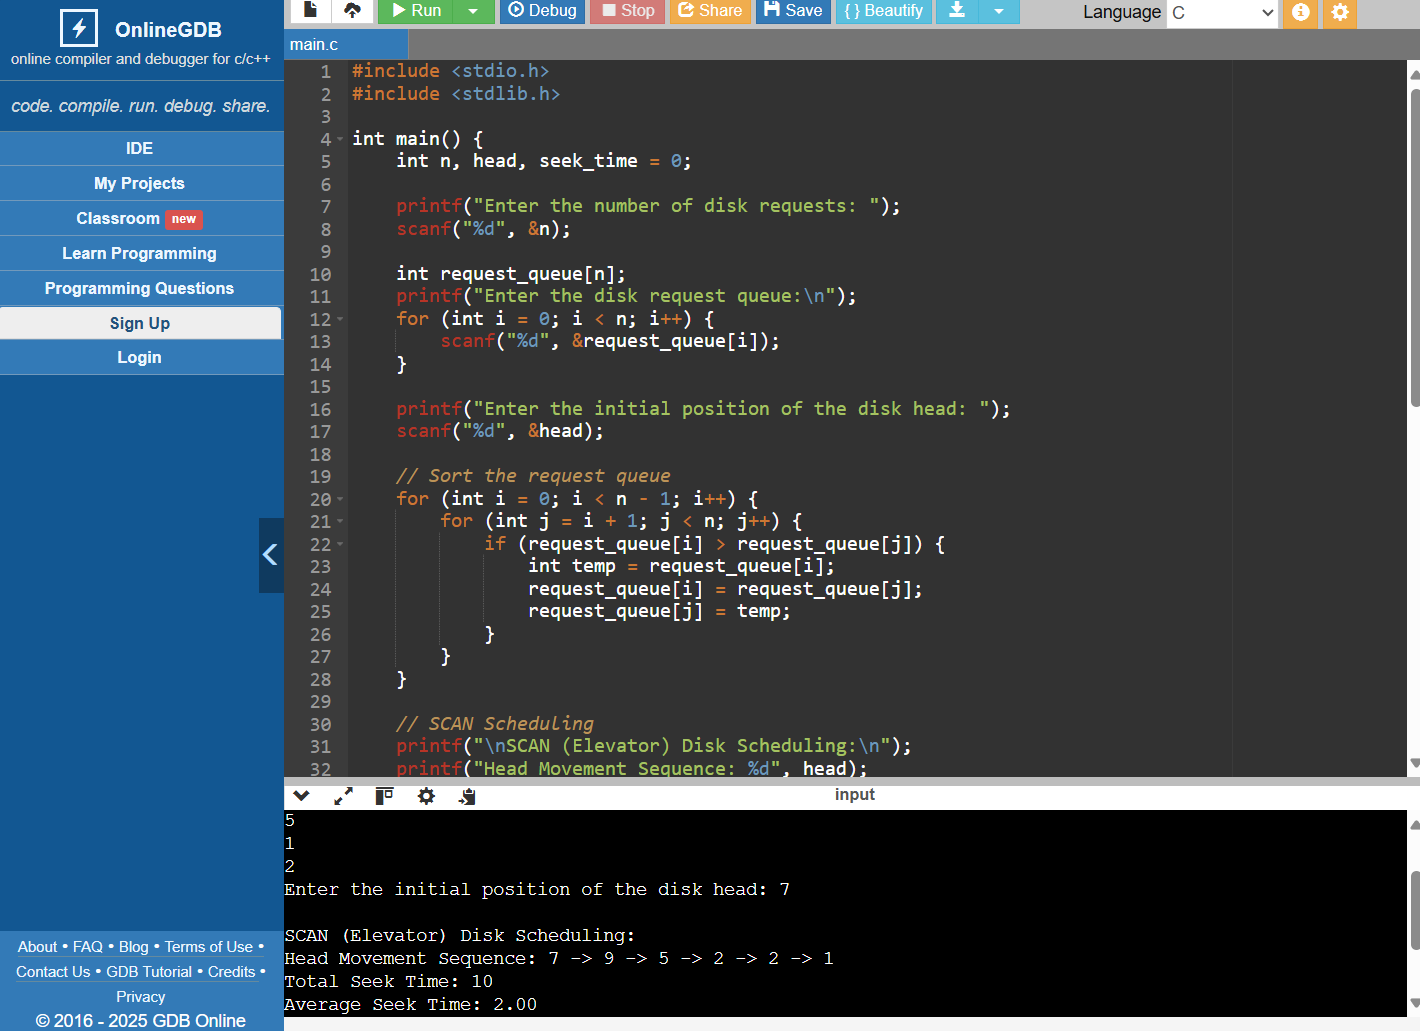 OnlineGDB
online compiler and debugger for c/c++
code. compile. run. debug. share.
IDE
My Projects
Classroom new
Learn Programming
Programming Questions
Sign Up
Login
About • FAQ • Blog • Terms of Use •
Contact Us • GDB Tutorial • Credits •
Privacy
© 2016 - 2025 GDB Online
Run Debug Stop Share Save { } Beautify Language C
main.c
1 #include <stdio.h>
2 #include <stdlib.h>
3
4 int main() {
5     int n, head, seek_time = 0;
6
7     printf("Enter the number of disk requests: ");
8     scanf("%d", &n);
9
10     int request_queue[n];
11     printf("Enter the disk request queue:\n");
12     for (int i = 0; i < n; i++) {
13         scanf("%d", &request_queue[i]);
14     }
15
16     printf("Enter the initial position of the disk head: ");
17     scanf("%d", &head);
18
19     // Sort the request queue
20     for (int i = 0; i < n - 1; i++) {
21         for (int j = i + 1; j < n; j++) {
22             if (request_queue[i] > request_queue[j]) {
23                 int temp = request_queue[i];
24                 request_queue[i] = request_queue[j];
25                 request_queue[j] = temp;
26             }
27         }
28     }
29
30     // SCAN Scheduling
31     printf("\nSCAN (Elevator) Disk Scheduling:\n");
32     printf("Head Movement Sequence: %d", head);
input
5
1
2
Enter the initial position of the disk head: 7
SCAN (Elevator) Disk Scheduling:
Head Movement Sequence: 7 -> 9 -> 5 -> 2 -> 2 -> 1
Total Seek Time: 10
Average Seek Time: 2.00